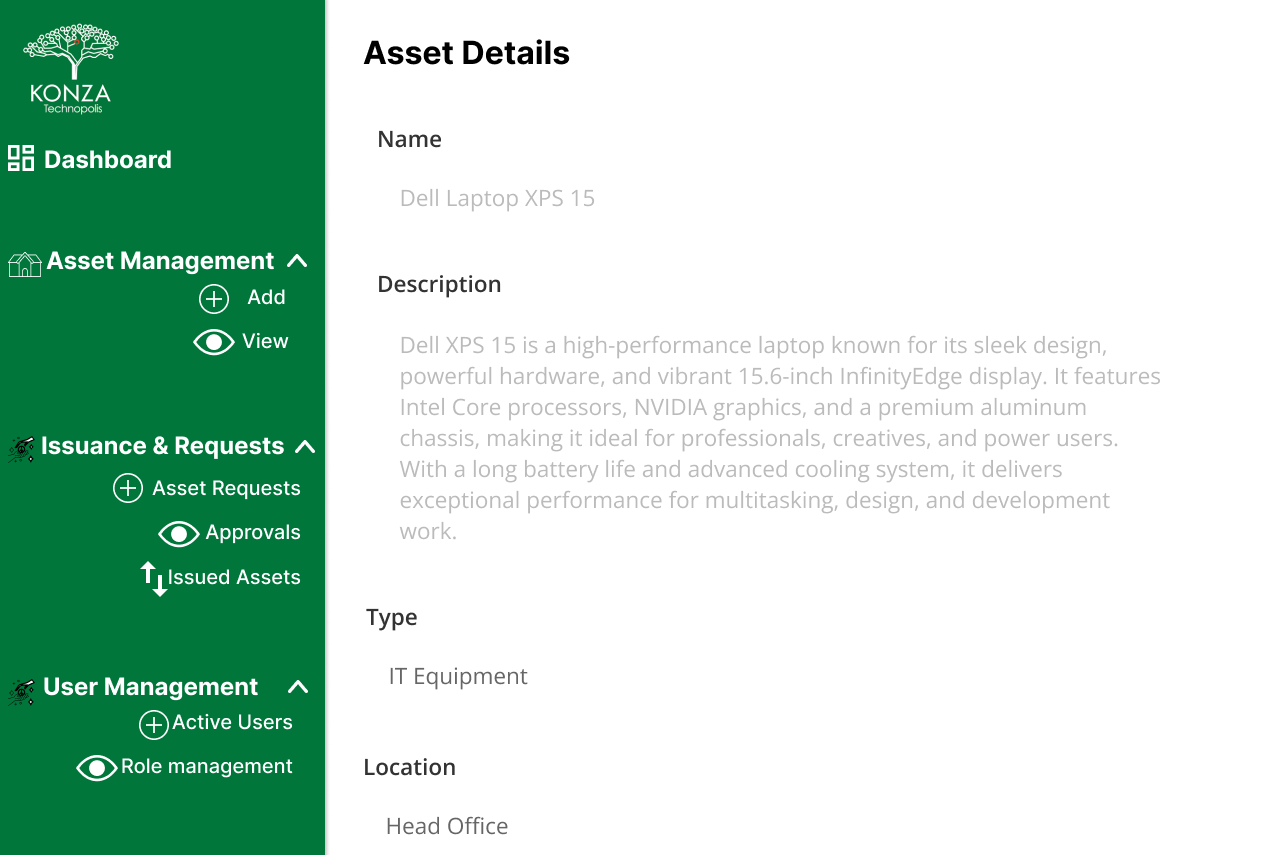 KONZA
Technopolis
Dashboard
Asset Management
Add
View
Issuance & Requests
Asset Requests
Approvals
Issued Assets
User Management
Active Users
Role management
Asset Details
Name
Dell Laptop XPS 15
Description
Dell XPS 15 is a high-performance laptop known for its sleek design,
powerful hardware, and vibrant 15.6-inch InfinityEdge display. It features
Intel Core processors, NVIDIA graphics, and a premium aluminum
chassis, making it ideal for professionals, creatives, and power users.
With a long battery life and advanced cooling system, it delivers
exceptional performance for multitasking, design, and development
work.
Type
IT Equipment
Location
Head Office